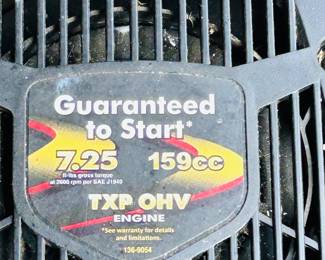 Guaranteed
to Start*
7.25 159cc
ft-lbs gross torque
at 2600 rpm per SAE J1940
TXP OHV
ENGINE
*See warranty for details
and limitations.
136-9054